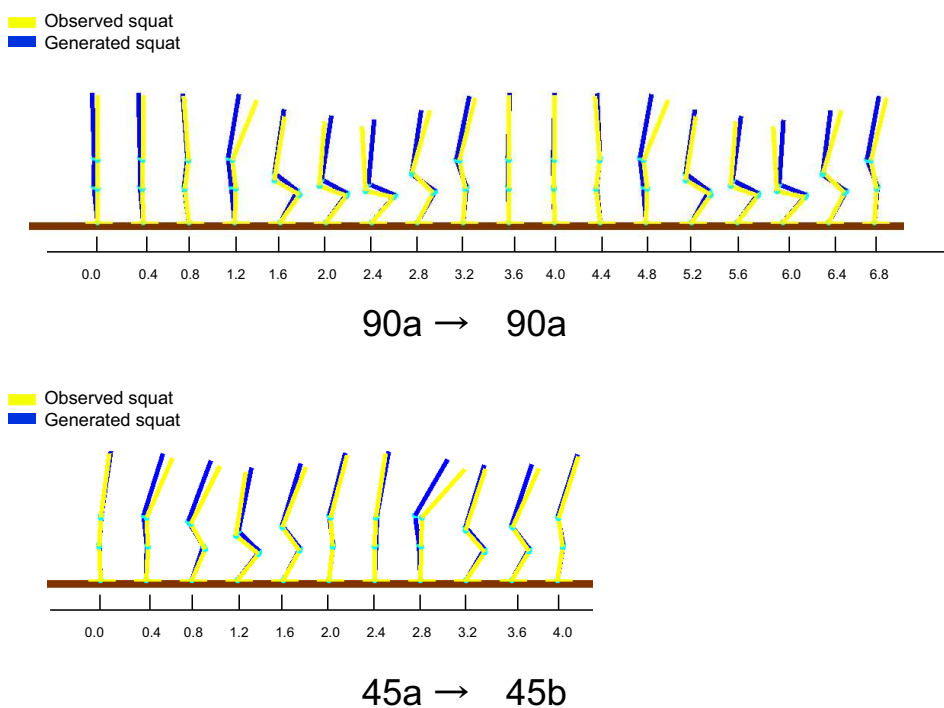 Observed squat
Generated squat
0.0 0.4 0.8 1.2 1.6 2.0 2.4 2.8 3.2 3.6 4.0 4.4 4.8 5.2 5.6 6.0 6.4 6.8
90a → 90a
Observed squat
Generated squat
0.0 0.4 0.8 1.2 1.6 2.0 2.4 2.8 3.2 3.6 4.0
45a → 45b